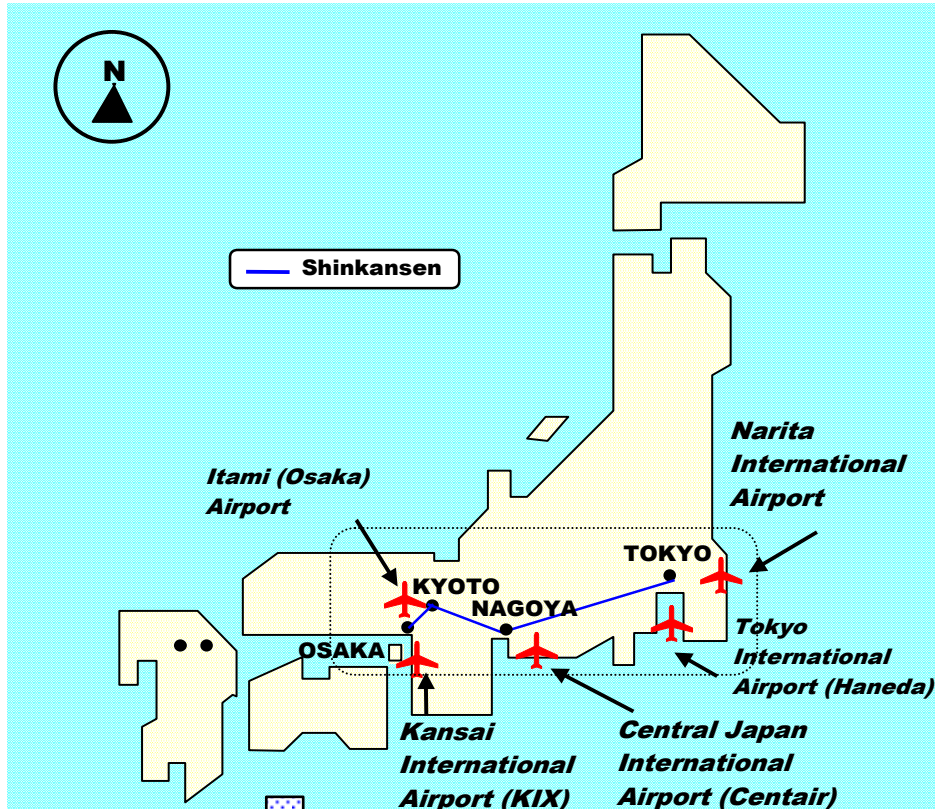 N
Shinkansen
Narita
International
Airport
Itami (Osaka)
Airport
TOKYO
KYOTO
NAGOYA
OSAKA
Tokyo
International
Airport (Haneda)
Kansai
International
Airport (KIX)
Central Japan
International
Airport (Centair)